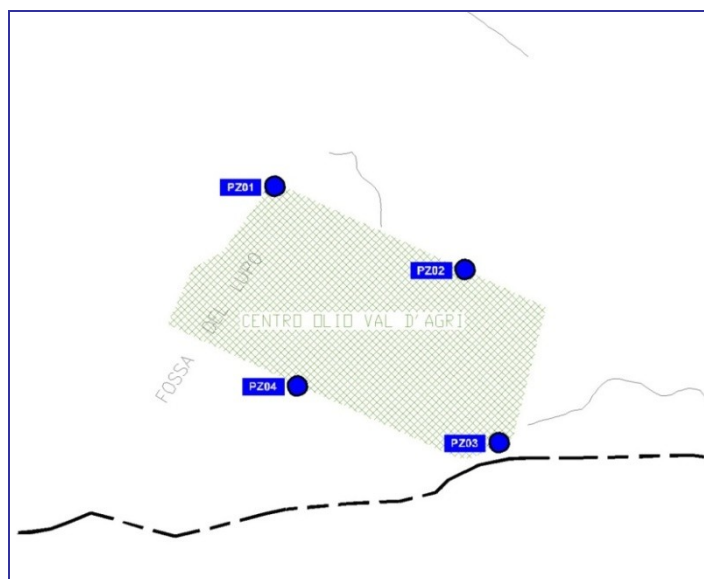 PZ01
PZ02
FOSSA DEL LUPO
CENTRO OLIO VAL D'AGRI
PZ04
PZ03